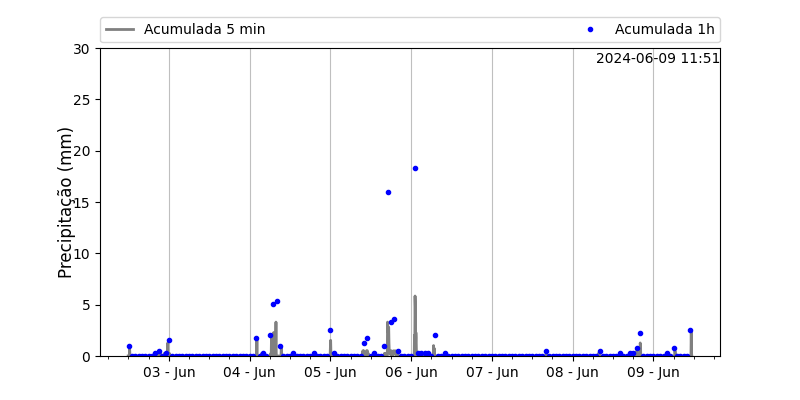 Acumulada 5 min
Acumulada 1h
2024-06-09 11:51
Precipitação (mm)
30
25
20
15
10
5
0
03 - Jun
04 - Jun
05 - Jun
06 - Jun
07 - Jun
08 - Jun
09 - Jun